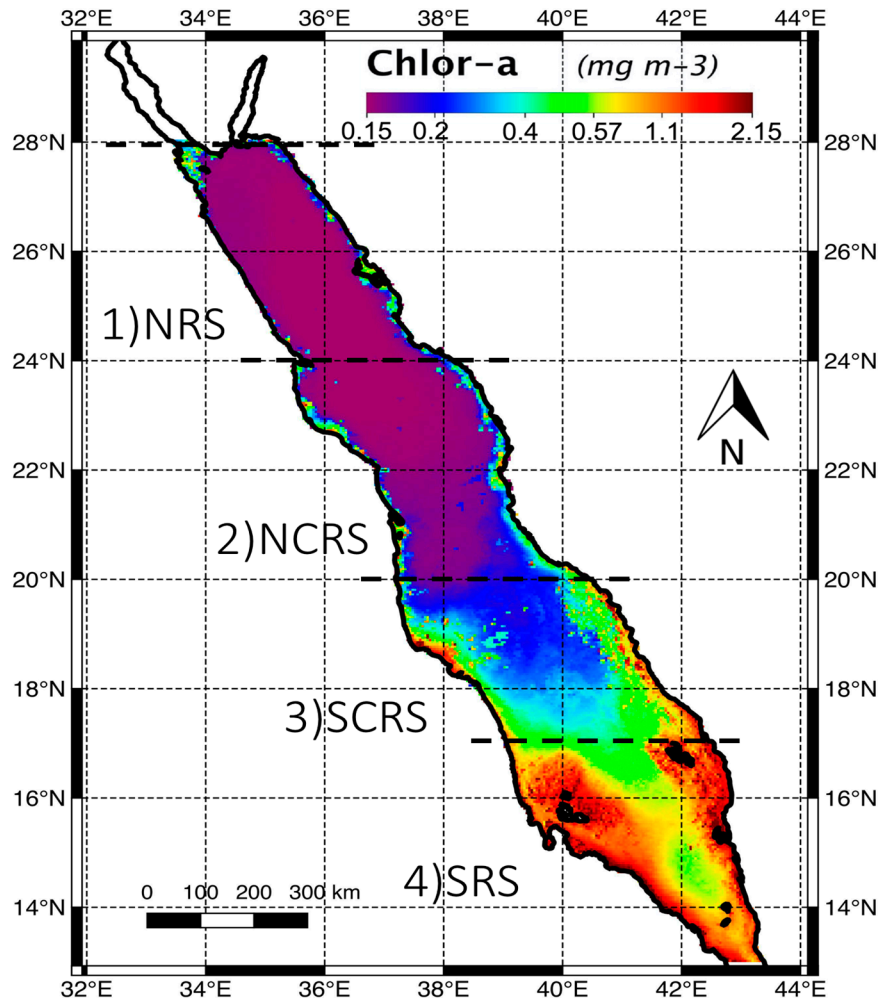 32°E 34°E 36°E 38°E 40°E 42°E 44°E
Chlor-a (mg m-3)
0.15 0.2 0.4 0.57 1.1 2.15
28°N 28°N
26°N 26°N
1)NRS
24°N 24°N
N
22°N 22°N
2)NCRS
20°N 20°N
18°N 18°N
3)SCRS
16°N 16°N
4)SRS
0 100 200 300 km
14°N 14°N
32°E 34°E 36°E 38°E 40°E 42°E 44°E